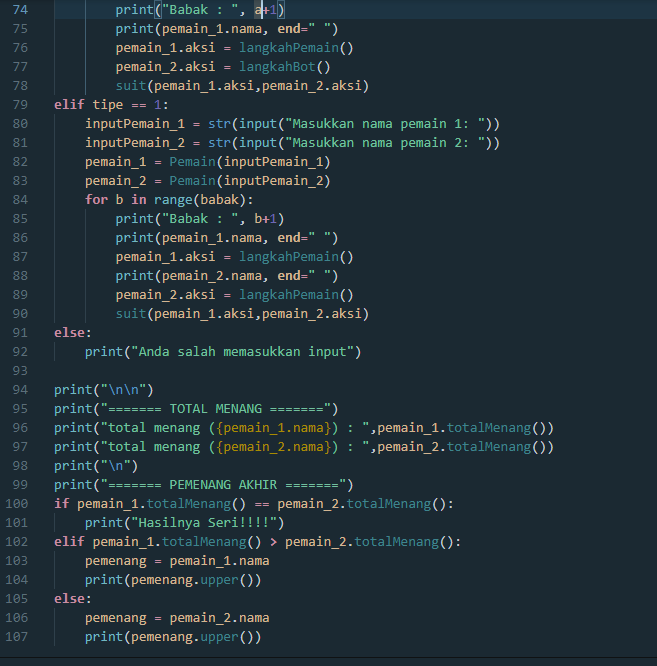 74 print("Babak : ", a+1)
75 print(pemain_1.nama, end=" ")
76 pemain_1.aksi = langkahPemain()
77 pemain_2.aksi = langkahBot()
78 suit(pemain_1.aksi,pemain_2.aksi)
79 elif tipe == 1:
80 inputPemain_1 = str(input("Masukkan nama pemain 1: "))
81 inputPemain_2 = str(input("Masukkan nama pemain 2: "))
82 pemain_1 = Pemain(inputPemain_1)
83 pemain_2 = Pemain(inputPemain_2)
84 for b in range(babak):
85 print("Babak : ", b+1)
86 print(pemain_1.nama, end=" ")
87 pemain_1.aksi = langkahPemain()
88 print(pemain_2.nama, end=" ")
89 pemain_2.aksi = langkahPemain()
90 suit(pemain_1.aksi,pemain_2.aksi)
91 else:
92 print("Anda salah memasukkan input")
93
94 print("\n\n")
95 print("======= TOTAL MENANG =======")
96 print("total menang ({pemain_1.nama}) : ",pemain_1.totalMenang())
97 print("total menang ({pemain_2.nama}) : ",pemain_2.totalMenang())
98 print("\n")
99 print("======= PEMENANG AKHIR =======")
100 if pemain_1.totalMenang() == pemain_2.totalMenang():
101 print("Hasilnya Seri!!!!")
102 elif pemain_1.totalMenang() > pemain_2.totalMenang():
103 pemenang = pemain_1.nama
104 print(pemenang.upper())
105 else:
106 pemenang = pemain_2.nama
107 print(pemenang.upper())